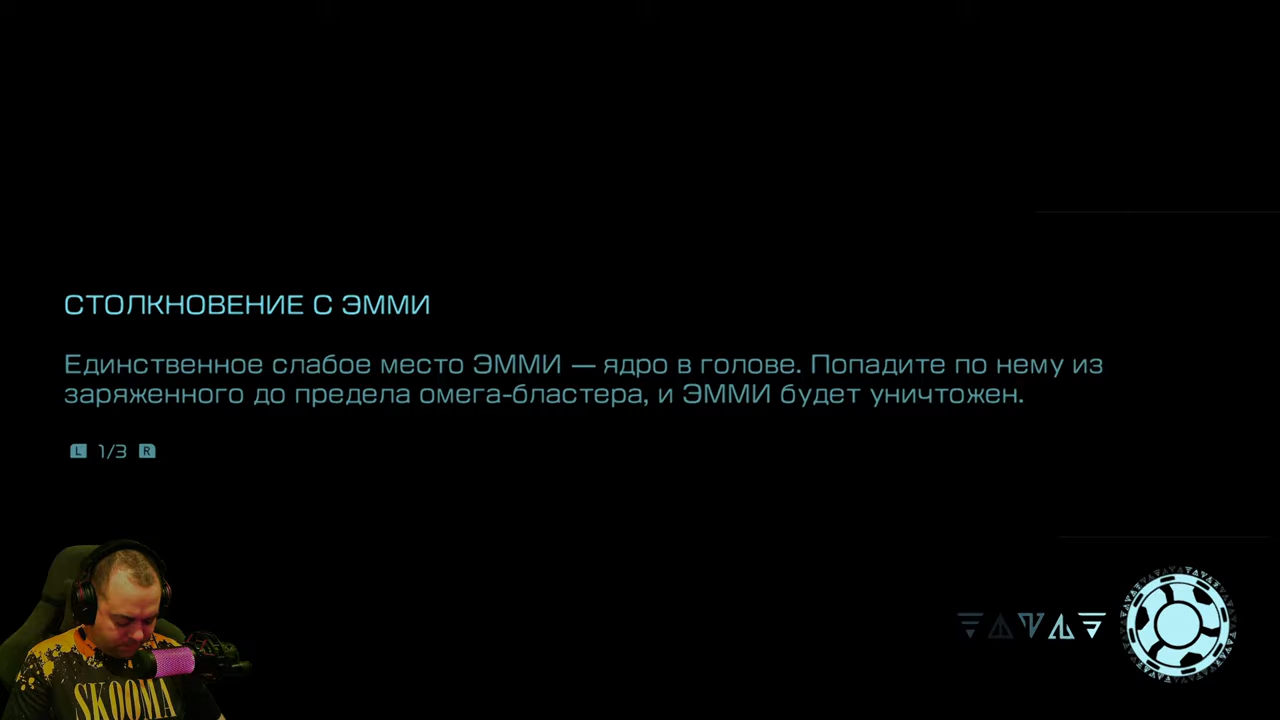 СТОЛКНОВЕНИЕ С ЭММИ
Единственное слабое место ЭММИ — ядро в голове. Попадите по нему из
заряженного до предела омега-бластера, и ЭММИ будет уничтожен.
L 1/3 R
SKOOMA